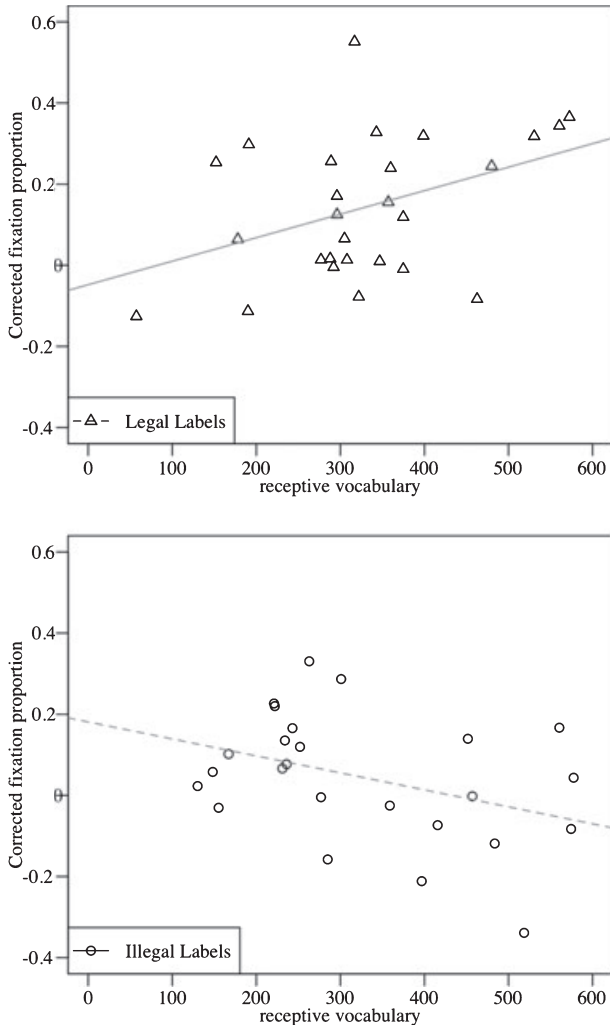 0.6
0.4
0.2
0
-0.2
-0.4
Corrected fixation proportion
Legal Labels
0 100 200 300 400 500 600
receptive vocabulary
0.6
0.4
0.2
0
-0.2
-0.4
Corrected fixation proportion
Illegal Labels
0 100 200 300 400 500 600
receptive vocabulary